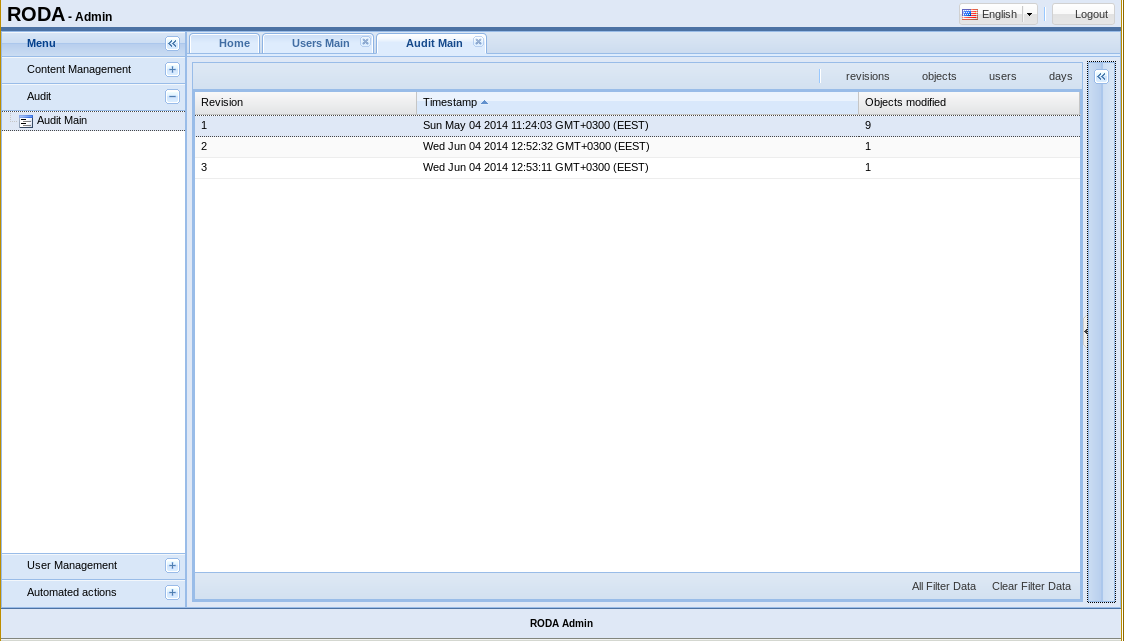 RODA - Admin English Logout
Menu Home Users Main Audit Main
Content Management
revisions objects users days
Audit
Revision Timestamp Objects modified
Audit Main
1 Sun May 04 2014 11:24:03 GMT+0300 (EEST) 9
2 Wed Jun 04 2014 12:52:32 GMT+0300 (EEST) 1
3 Wed Jun 04 2014 12:53:11 GMT+0300 (EEST) 1
User Management
All Filter Data Clear Filter Data
Automated actions
RODA Admin